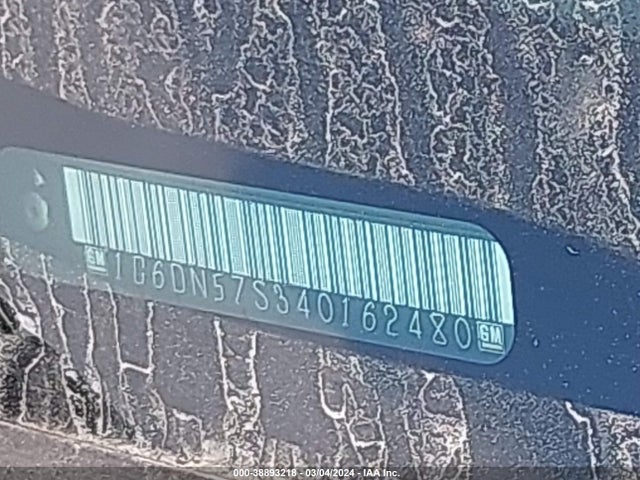 GM 1G6DN57S340162480 GM
000-38893218 - 03/04/2024 - IAA Inc.